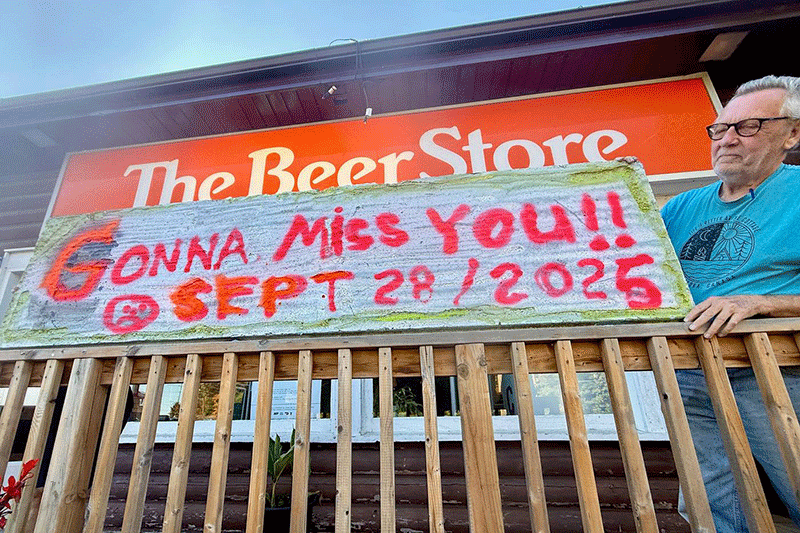 The Beer Store
GONNA MISS YOU!!
SEPT 28/2025